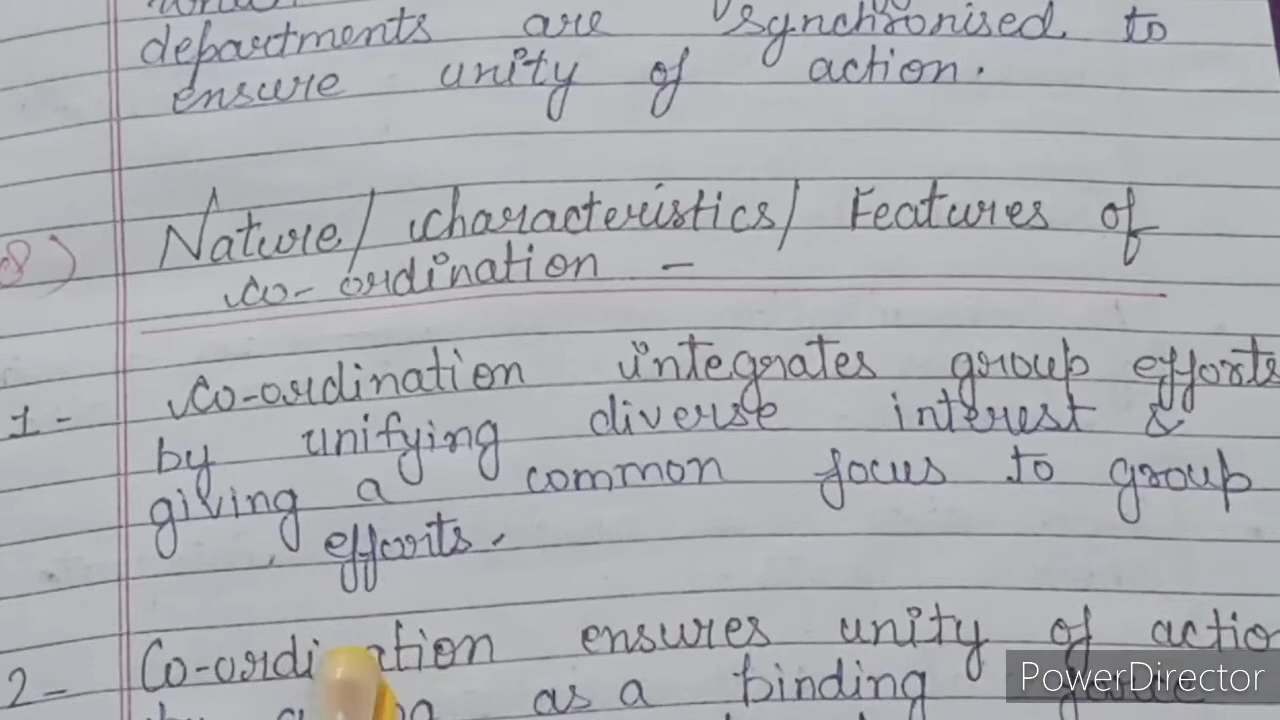 departments are synchronised to
ensure unity of action.
8)
Nature/ characteristics/ Features of
co-ordination -
1- co-ordination integrates group efforts
by unifying diverse interest &
giving a common focus to group
efforts.
2- Co-ordination ensures unity of actio
as a binding
PowerDirector